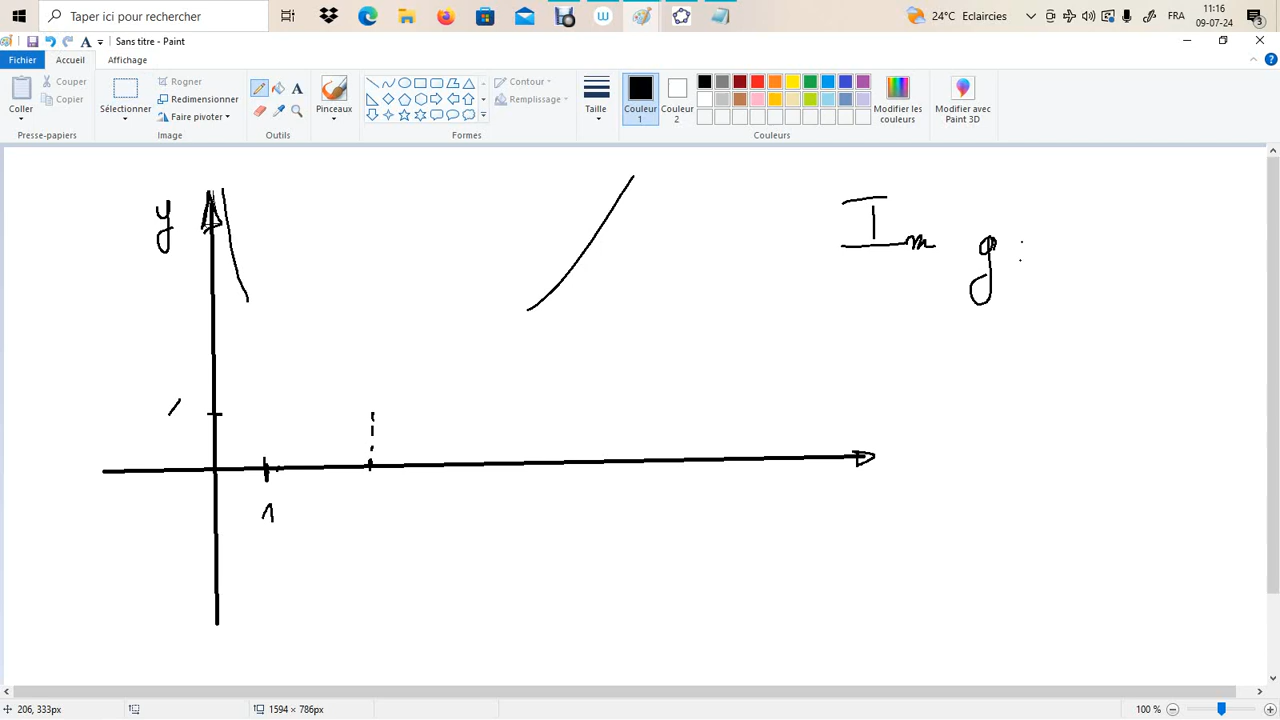 Taper ici pour rechercher
24°C Eclaircies
FRA
11:16
09-07-24
3
Sans titre - Paint
Fichier
Accueil
Affichage
Coller
Couper
Copier
Presse-papiers
Sélectionner
Rogner
Redimensionner
Faire pivoter
Image
A
Outils
Pinceaux
Formes
Contour
Remplissage
Taille
Couleur
1
Couleur
2
Modifier les
couleurs
Couleurs
Modifier avec
Paint 3D
y
Im g :
1
206, 333px
1594 × 786px
100 %